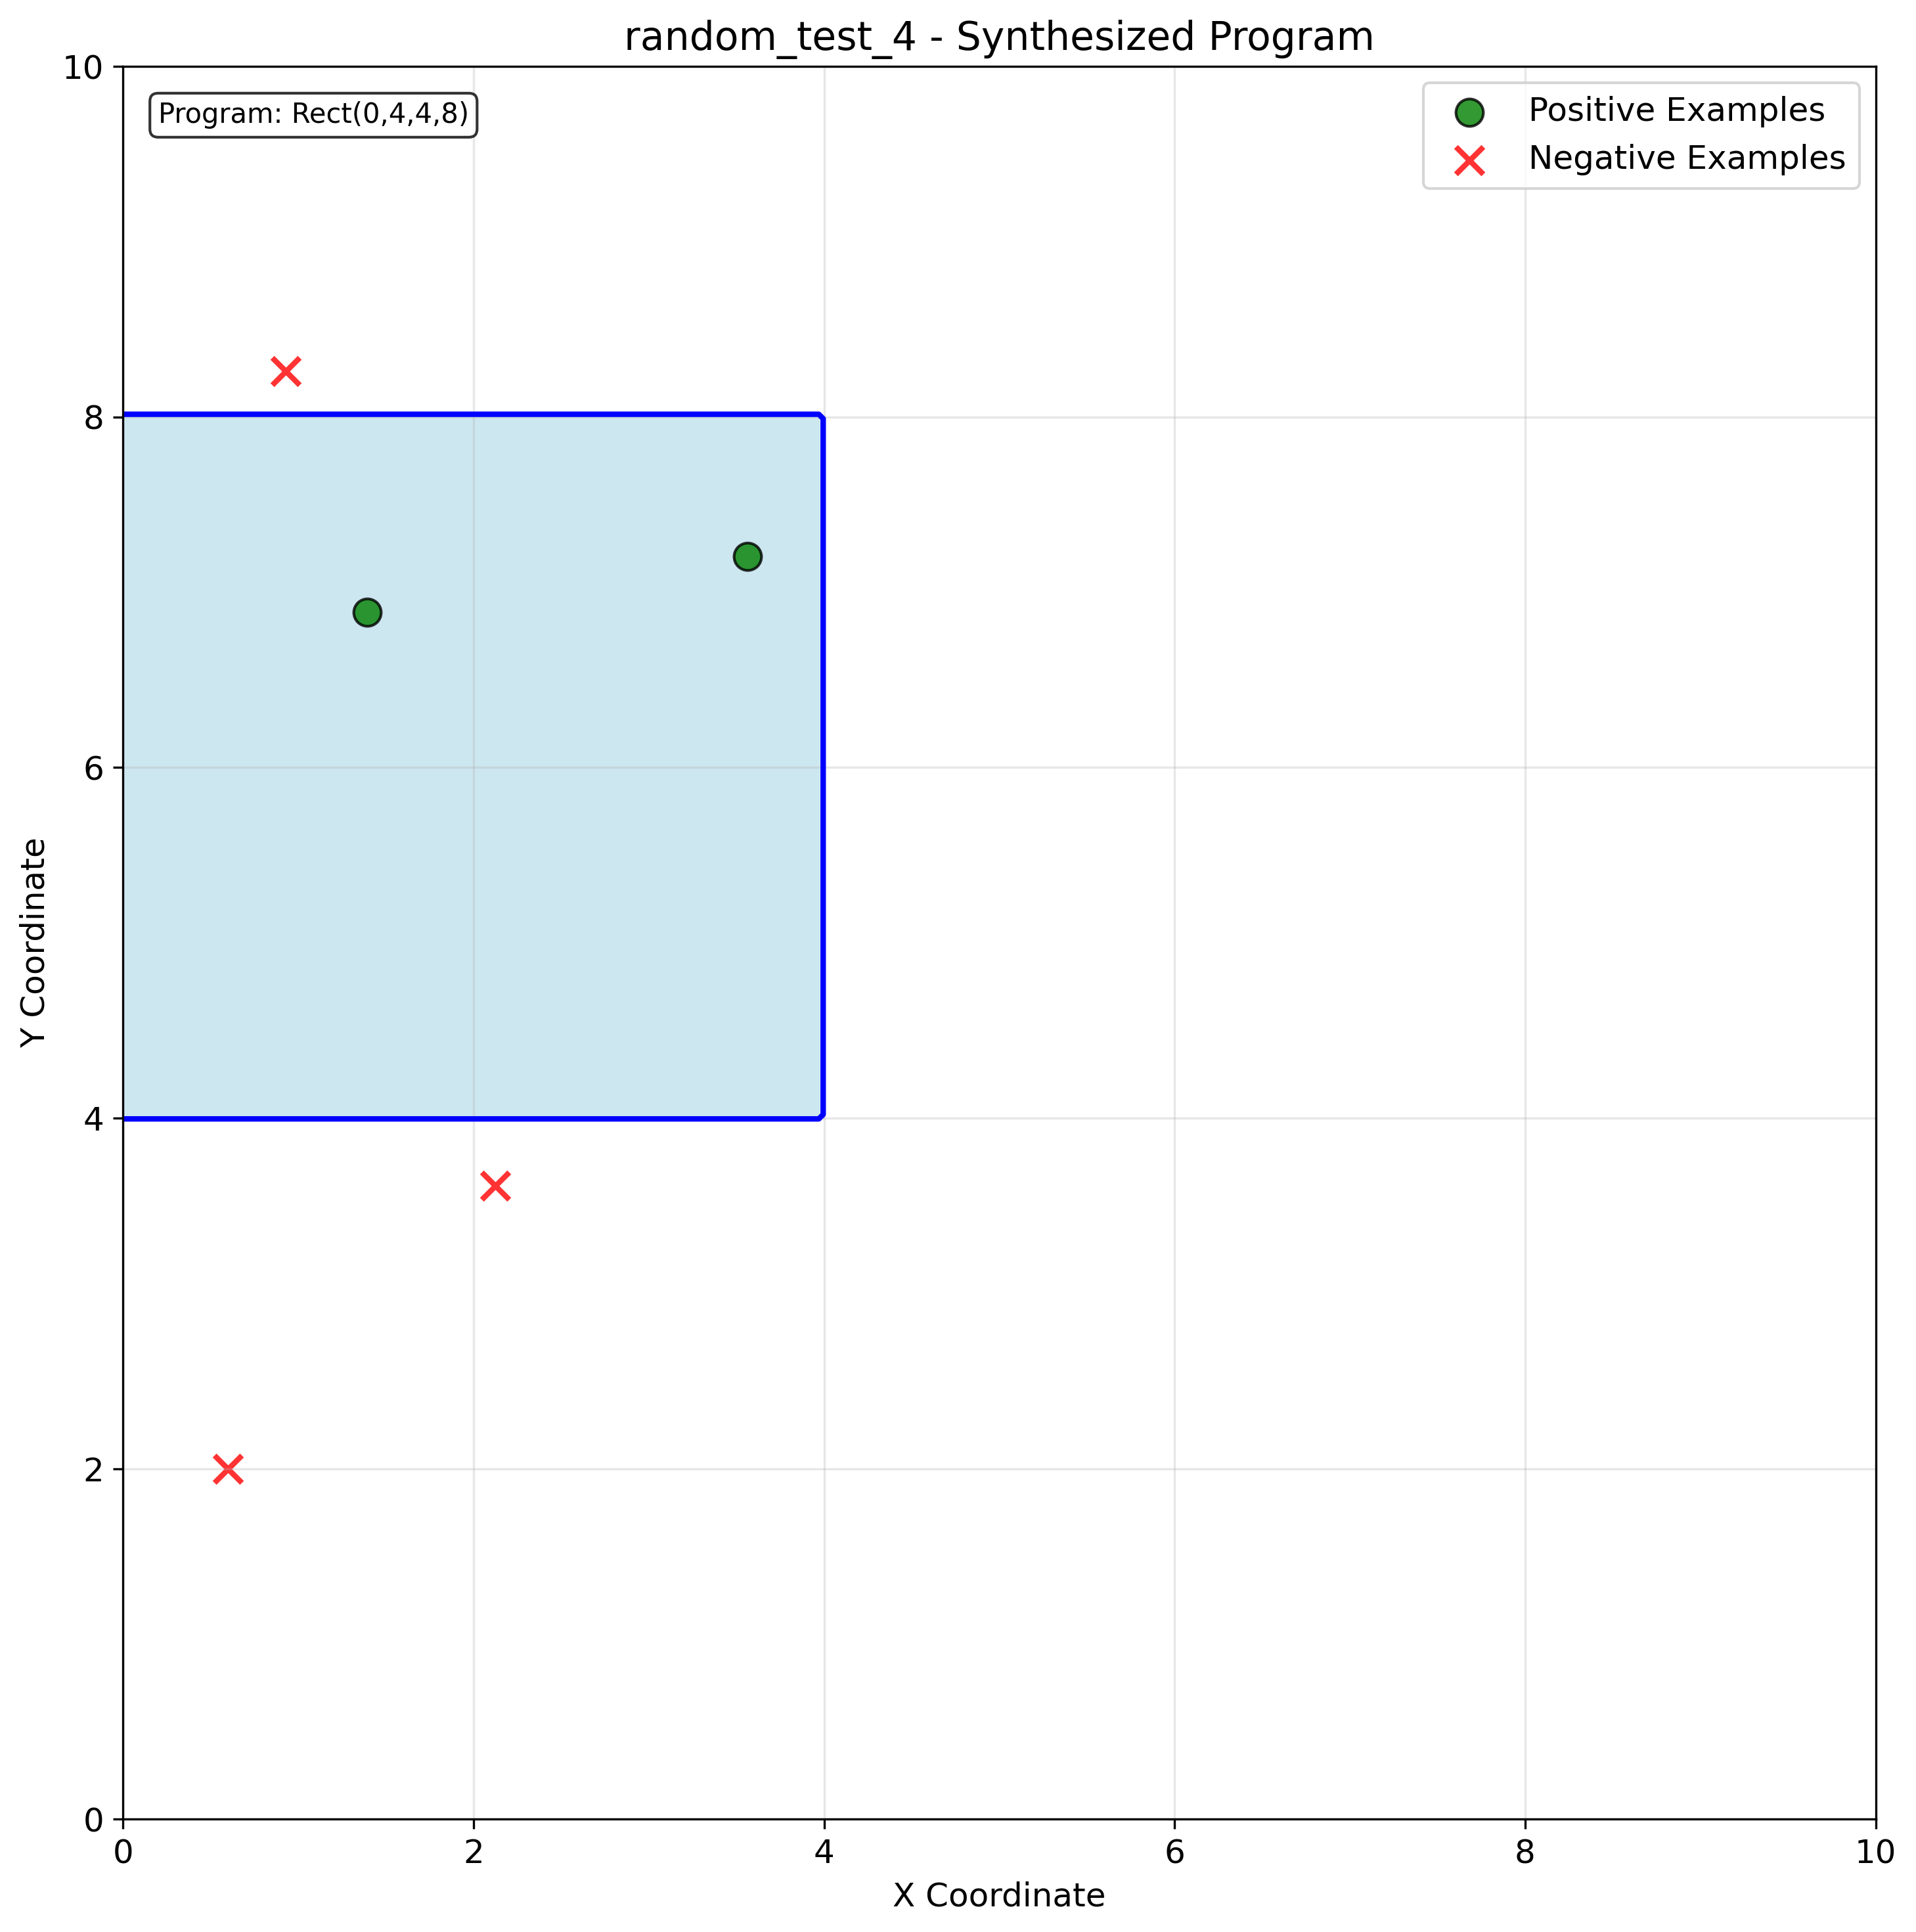 random_test_4 - Synthesized Program
Program: Rect(0,4,4,8)
Positive Examples
Negative Examples
10
8
6
4
2
0
0 2 4 6 8 10
Y Coordinate
X Coordinate